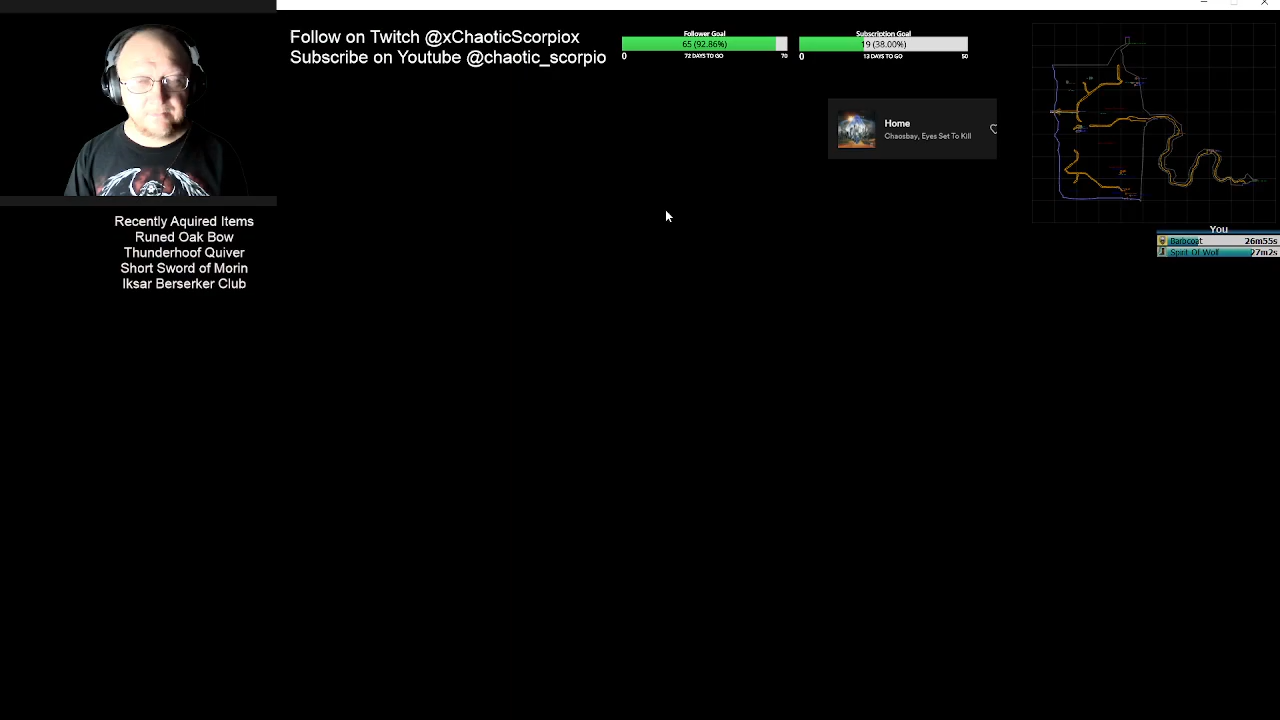 Follow on Twitch @xChaoticScorpiox
Subscribe on Youtube @chaotic_scorpio
Follower Goal
65 (92.86%)
0 72 DAYS TO GO 70
Subscription Goal
19 (38.00%)
0 13 DAYS TO GO 50
Home
Chaosbay, Eyes Set To Kill
You
Barbcoat 26m55s
Spirit Of Wolf 27m2s
Recently Aquired Items
Runed Oak Bow
Thunderhoof Quiver
Short Sword of Morin
Iksar Berserker Club